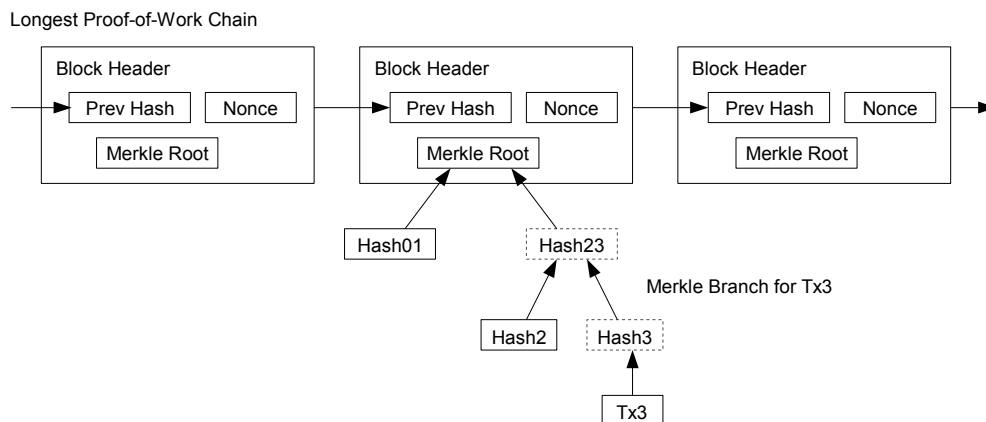 Longest Proof-of-Work Chain
Block Header
Prev Hash
Nonce
Merkle Root
Block Header
Prev Hash
Nonce
Merkle Root
Block Header
Prev Hash
Nonce
Merkle Root
Hash01
Hash23
Merkle Branch for Tx3
Hash2
Hash3
Tx3